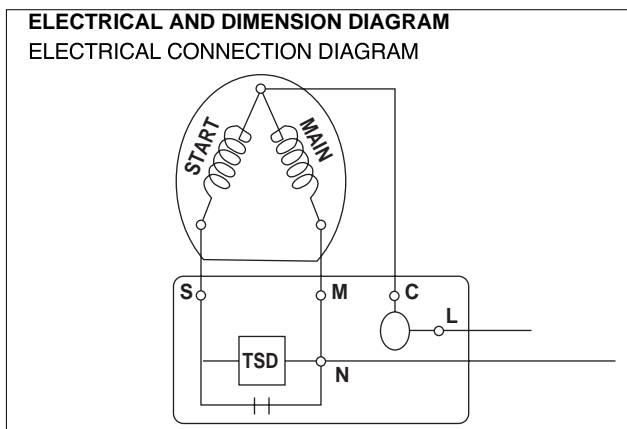 ELECTRICAL AND DIMENSION DIAGRAM
ELECTRICAL CONNECTION DIAGRAM
START
MAIN
S
M
C
L
TSD
N